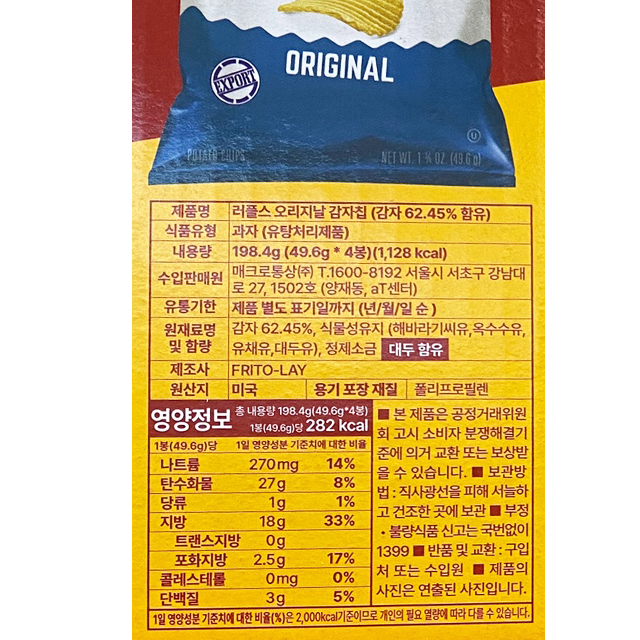 ORIGINAL
EXPORT
U
POTATO CHIPS
NET WT. 1 ¾ OZ (49.6 g)
제품명 러플스 오리지날 감자칩 (감자 62.45% 함유)
식품유형 과자 (유탕처리제품)
내용량 198.4g (49.6g * 4봉)(1,128 kcal)
수입판매원 매크로통상(주) T.1600-8192 서울시 서초구 강남대
로 27, 1502호 (양재동, aT센터)
유통기한 제품 별도 표기일까지 (년/월/일 순)
원재료명 감자 62.45%, 식물성유지 (해바라기씨유,옥수수유,
및 함량 유채유,대두유), 정제소금 대두 함유
제조사 FRITO-LAY
원산지 미국 용기 포장 재질 폴리프로필렌
영양정보 총 내용량 198.4g(49.6g*4봉)
1봉(49.6g)당 282 kcal
1봉(49.6g)당 1일 영양성분 기준치에 대한 비율
나트륨 270mg 14%
탄수화물 27g 8%
당류 1g 1%
지방 18g 33%
트랜스지방 0g
포화지방 2.5g 17%
콜레스테롤 0mg 0%
단백질 3g 5%
■ 본 제품은 공정거래위원
회 고시 소비자 분쟁해결기
준에 의거 교환 또는 보상받
을 수 있습니다. ■ 보관방
법 : 직사광선을 피해 서늘하
고 건조한 곳에 보관 ■ 부정
· 불량식품 신고는 국번없이
1399 ■ 반품 및 교환 : 구입
처 또는 수입원 ■ 제품의
사진은 연출된 사진입니다.
1일 영양성분 기준치에 대한 비율(%)은 2,000kcal기준이므로 개인의 필요 열량에 따라 다를 수 있습니다.